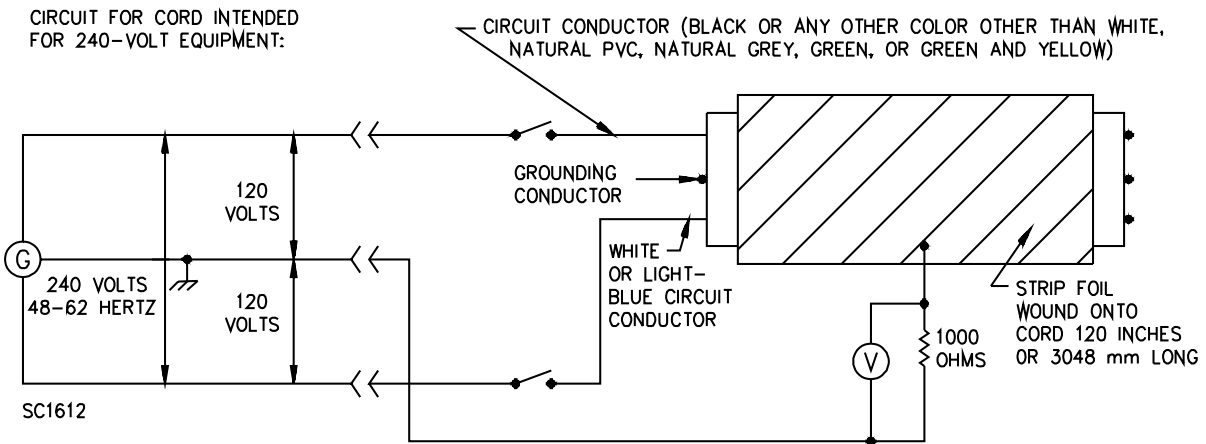 CIRCUIT FOR CORD INTENDED
FOR 240-VOLT EQUIPMENT:
CIRCUIT CONDUCTOR (BLACK OR ANY OTHER COLOR OTHER THAN WHITE,
NATURAL PVC, NATURAL GREY, GREEN, OR GREEN AND YELLOW)
GROUNDING
CONDUCTOR
120
VOLTS
G
240 VOLTS
48-62 HERTZ
120
VOLTS
WHITE
OR LIGHT-
BLUE CIRCUIT
CONDUCTOR
STRIP FOIL
WOUND ONTO
CORD 120 INCHES
OR 3048 mm LONG
V
1000
OHMS
SC1612